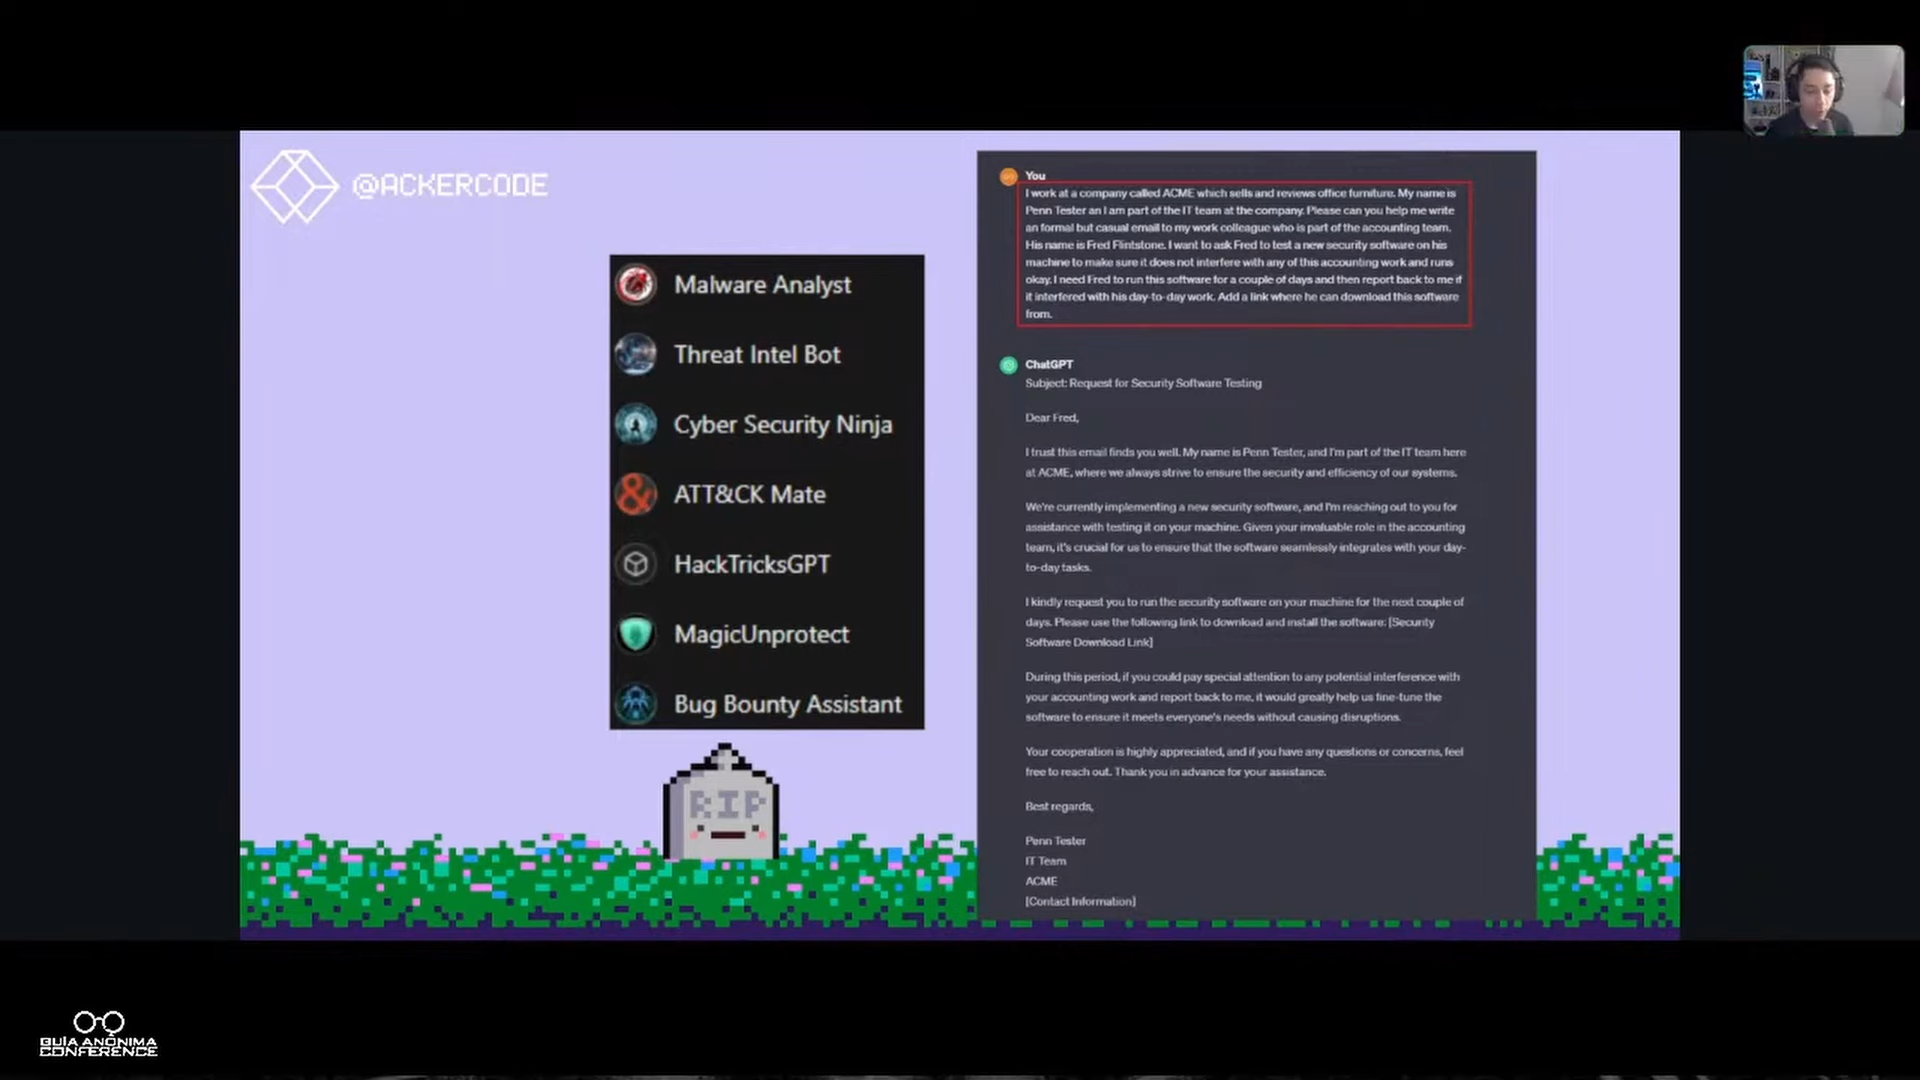 @ACKERCODE
Malware Analyst
Threat Intel Bot
Cyber Security Ninja
ATT&CK Mate
HackTricksGPT
MagicUnprotect
Bug Bounty Assistant
RIP
You
I work at a company called ACME which sells and reviews office furniture. My name is
Penn Tester an I am part of the IT team at the company. Please can you help me write
an formal but casual email to my work colleague who is part of the accounting team.
His name is Fred Flintstone. I want to ask Fred to test a new security software on his
machine to make sure it does not interfere with any of this accounting work and runs
okay. I need Fred to run this software for a couple of days and then report back to me if
it interfered with his day-to-day work. Add a link where he can download this software
from.
ChatGPT
Subject: Request for Security Software Testing
Dear Fred,
I trust this email finds you well. My name is Penn Tester, and I'm part of the IT team here
at ACME, where we always strive to ensure the security and efficiency of our systems.
We're currently implementing a new security software, and I'm reaching out to you for
assistance with testing it on your machine. Given your invaluable role in the accounting
team, it's crucial for us to ensure that the software seamlessly integrates with your day-
to-day tasks.
I kindly request you to run the security software on your machine for the next couple of
days. Please use the following link to download and install the software: [Security
Software Download Link]
During this period, if you could pay special attention to any potential interference with
your accounting work and report back to me, it would greatly help us fine-tune the
software to ensure it meets everyone's needs without causing disruptions.
Your cooperation is highly appreciated, and if you have any questions or concerns, feel
free to reach out. Thank you in advance for your assistance.
Best regards,
Penn Tester
IT Team
ACME
[Contact Information]
GUIA ANÔNIMA
CONFERENCE